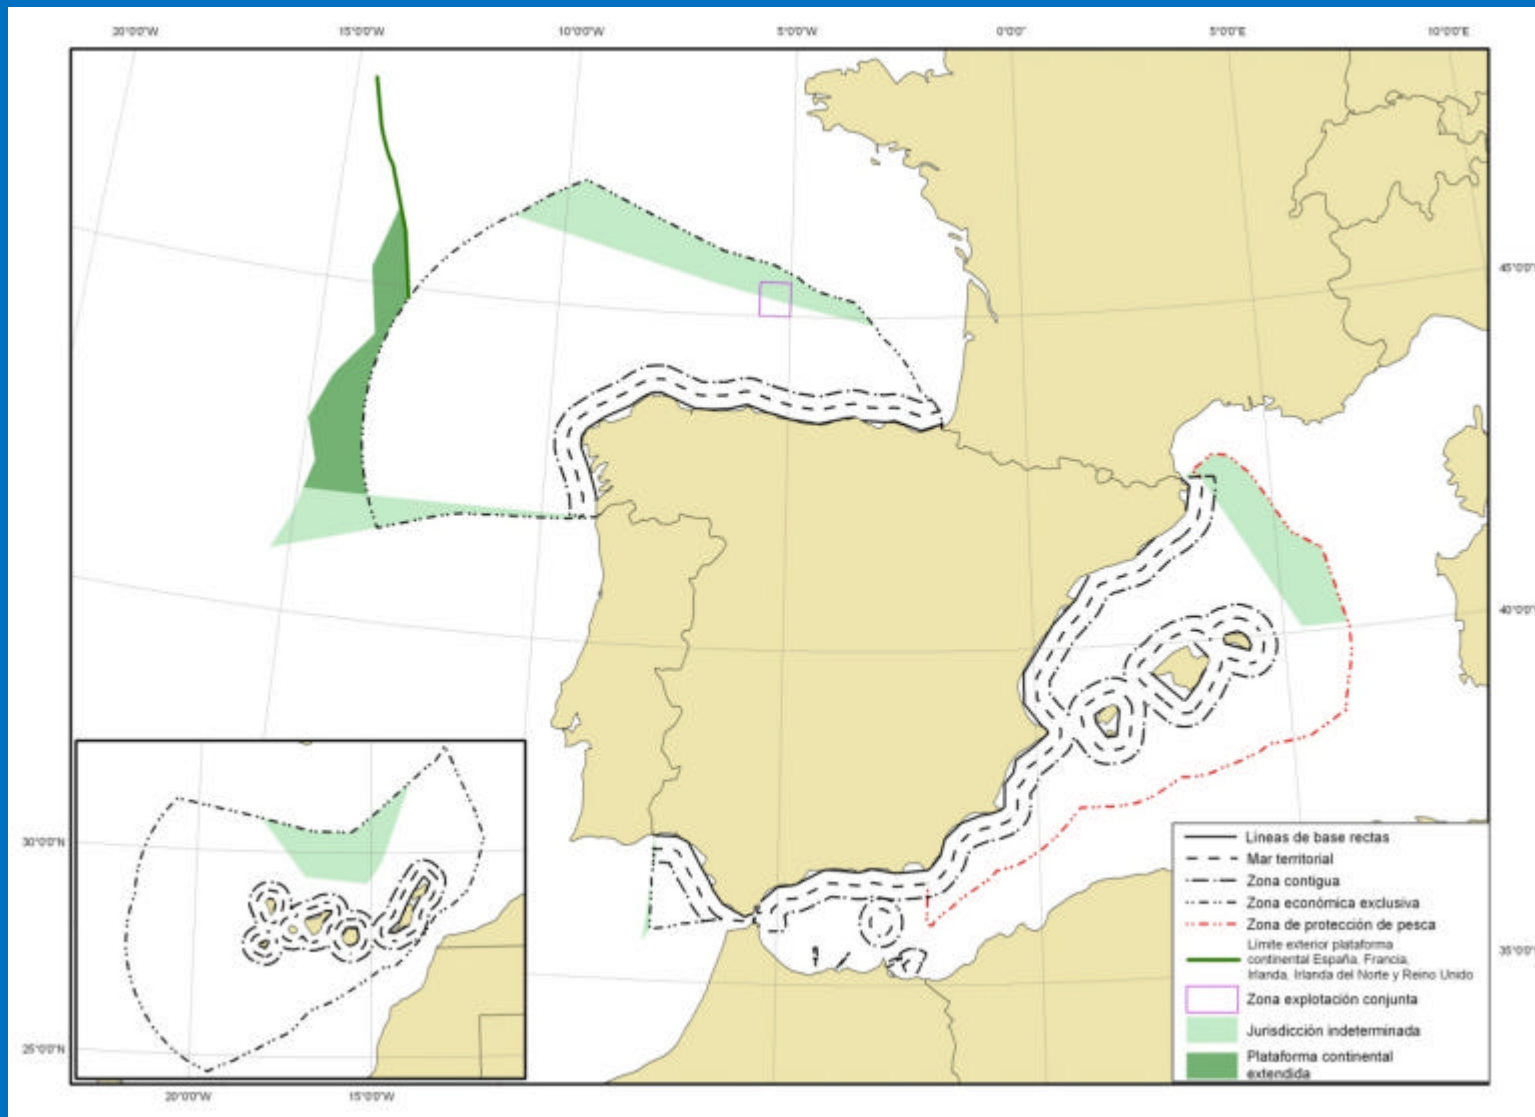 20°0'0"W 15°0'0"W 10°0'0"W 5°0'0"W 0°0'0" 5°0'0"E 10°0'0"E
45°0'0"N
40°0'0"N
35°0'0"N
30°0'0"N
25°0'0"N
20°0'0"W 15°0'0"W
Líneas de base rectas
Mar territorial
Zona contigua
Zona económica exclusiva
Zona de protección de pesca
Límite exterior plataforma
continental España, Francia,
Irlanda, Irlanda del Norte y Reino Unido
Zona explotación conjunta
Jurisdicción indeterminada
Plataforma continental
extendida